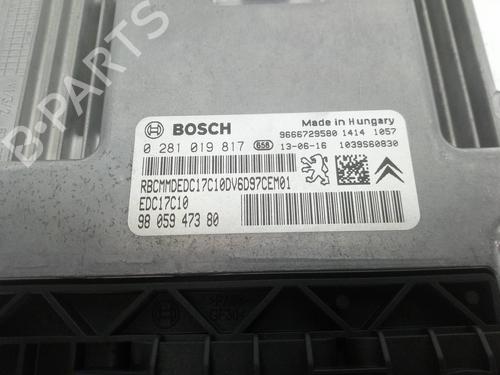 B-PARTS
BOSCH
Made in Hungary
9666729580 1414 1057
0 281 019 817 658 13-06-16 1039S60830
RBCMMDEDC17C10DV6D97CEM01
EDC17C10
98 059 473 80